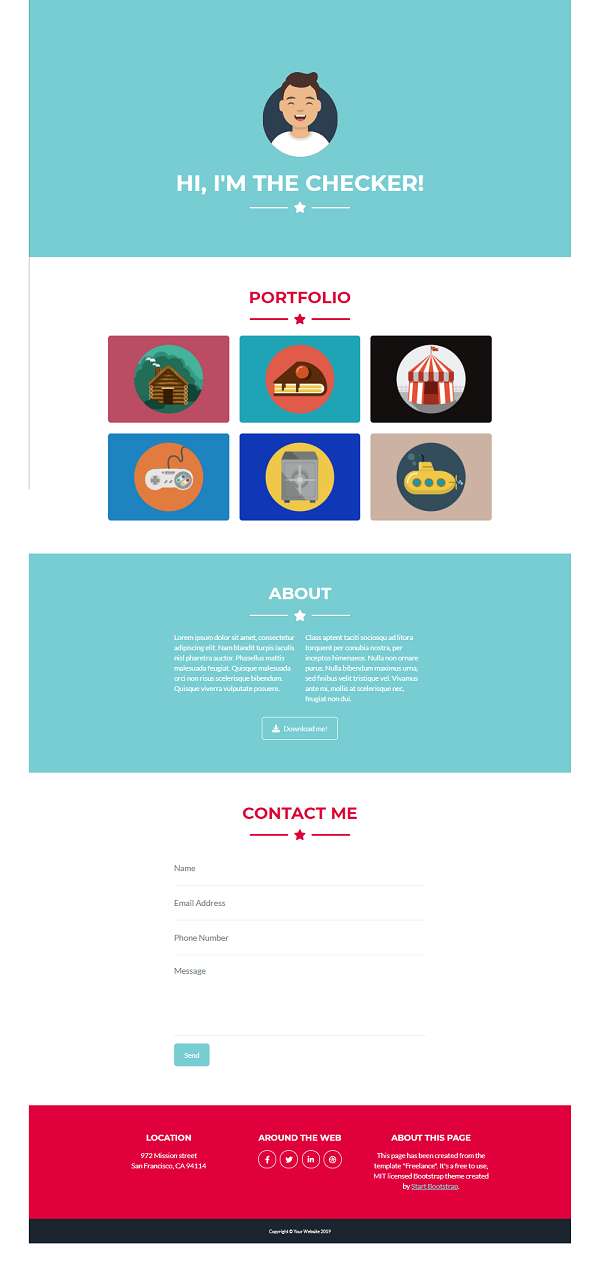 HI, I'M THE CHECKER!
PORTFOLIO
ABOUT
Lorem ipsum dolor sit amet, consectetur
adipiscing elit. Nam blandit turpis iaculis
nisl pharetra auctor. Phasellus mattis
malesuada feugiat. Quisque malesuada
orci non risus scelerisque bibendum.
Quisque viverra vulputate posuere.
Class aptent taciti sociosqu ad litora
torquent per conubia nostra, per
inceptos himenaeos. Nulla non ornare
purus. Nulla bibendum maximus urna,
sed finibus velit tristique vel. Vivamus
ante mi, mollis at scelerisque nec,
feugiat non dui.
Download me!
CONTACT ME
Name
Email Address
Phone Number
Message
Send
LOCATION
972 Mission street
San Francisco, CA 94114
AROUND THE WEB
ABOUT THIS PAGE
This page has been created from the
template "Freelance". It's a free to use,
MIT licensed Bootstrap theme created
by Start Bootstrap.
Copyright © Your Website 2019